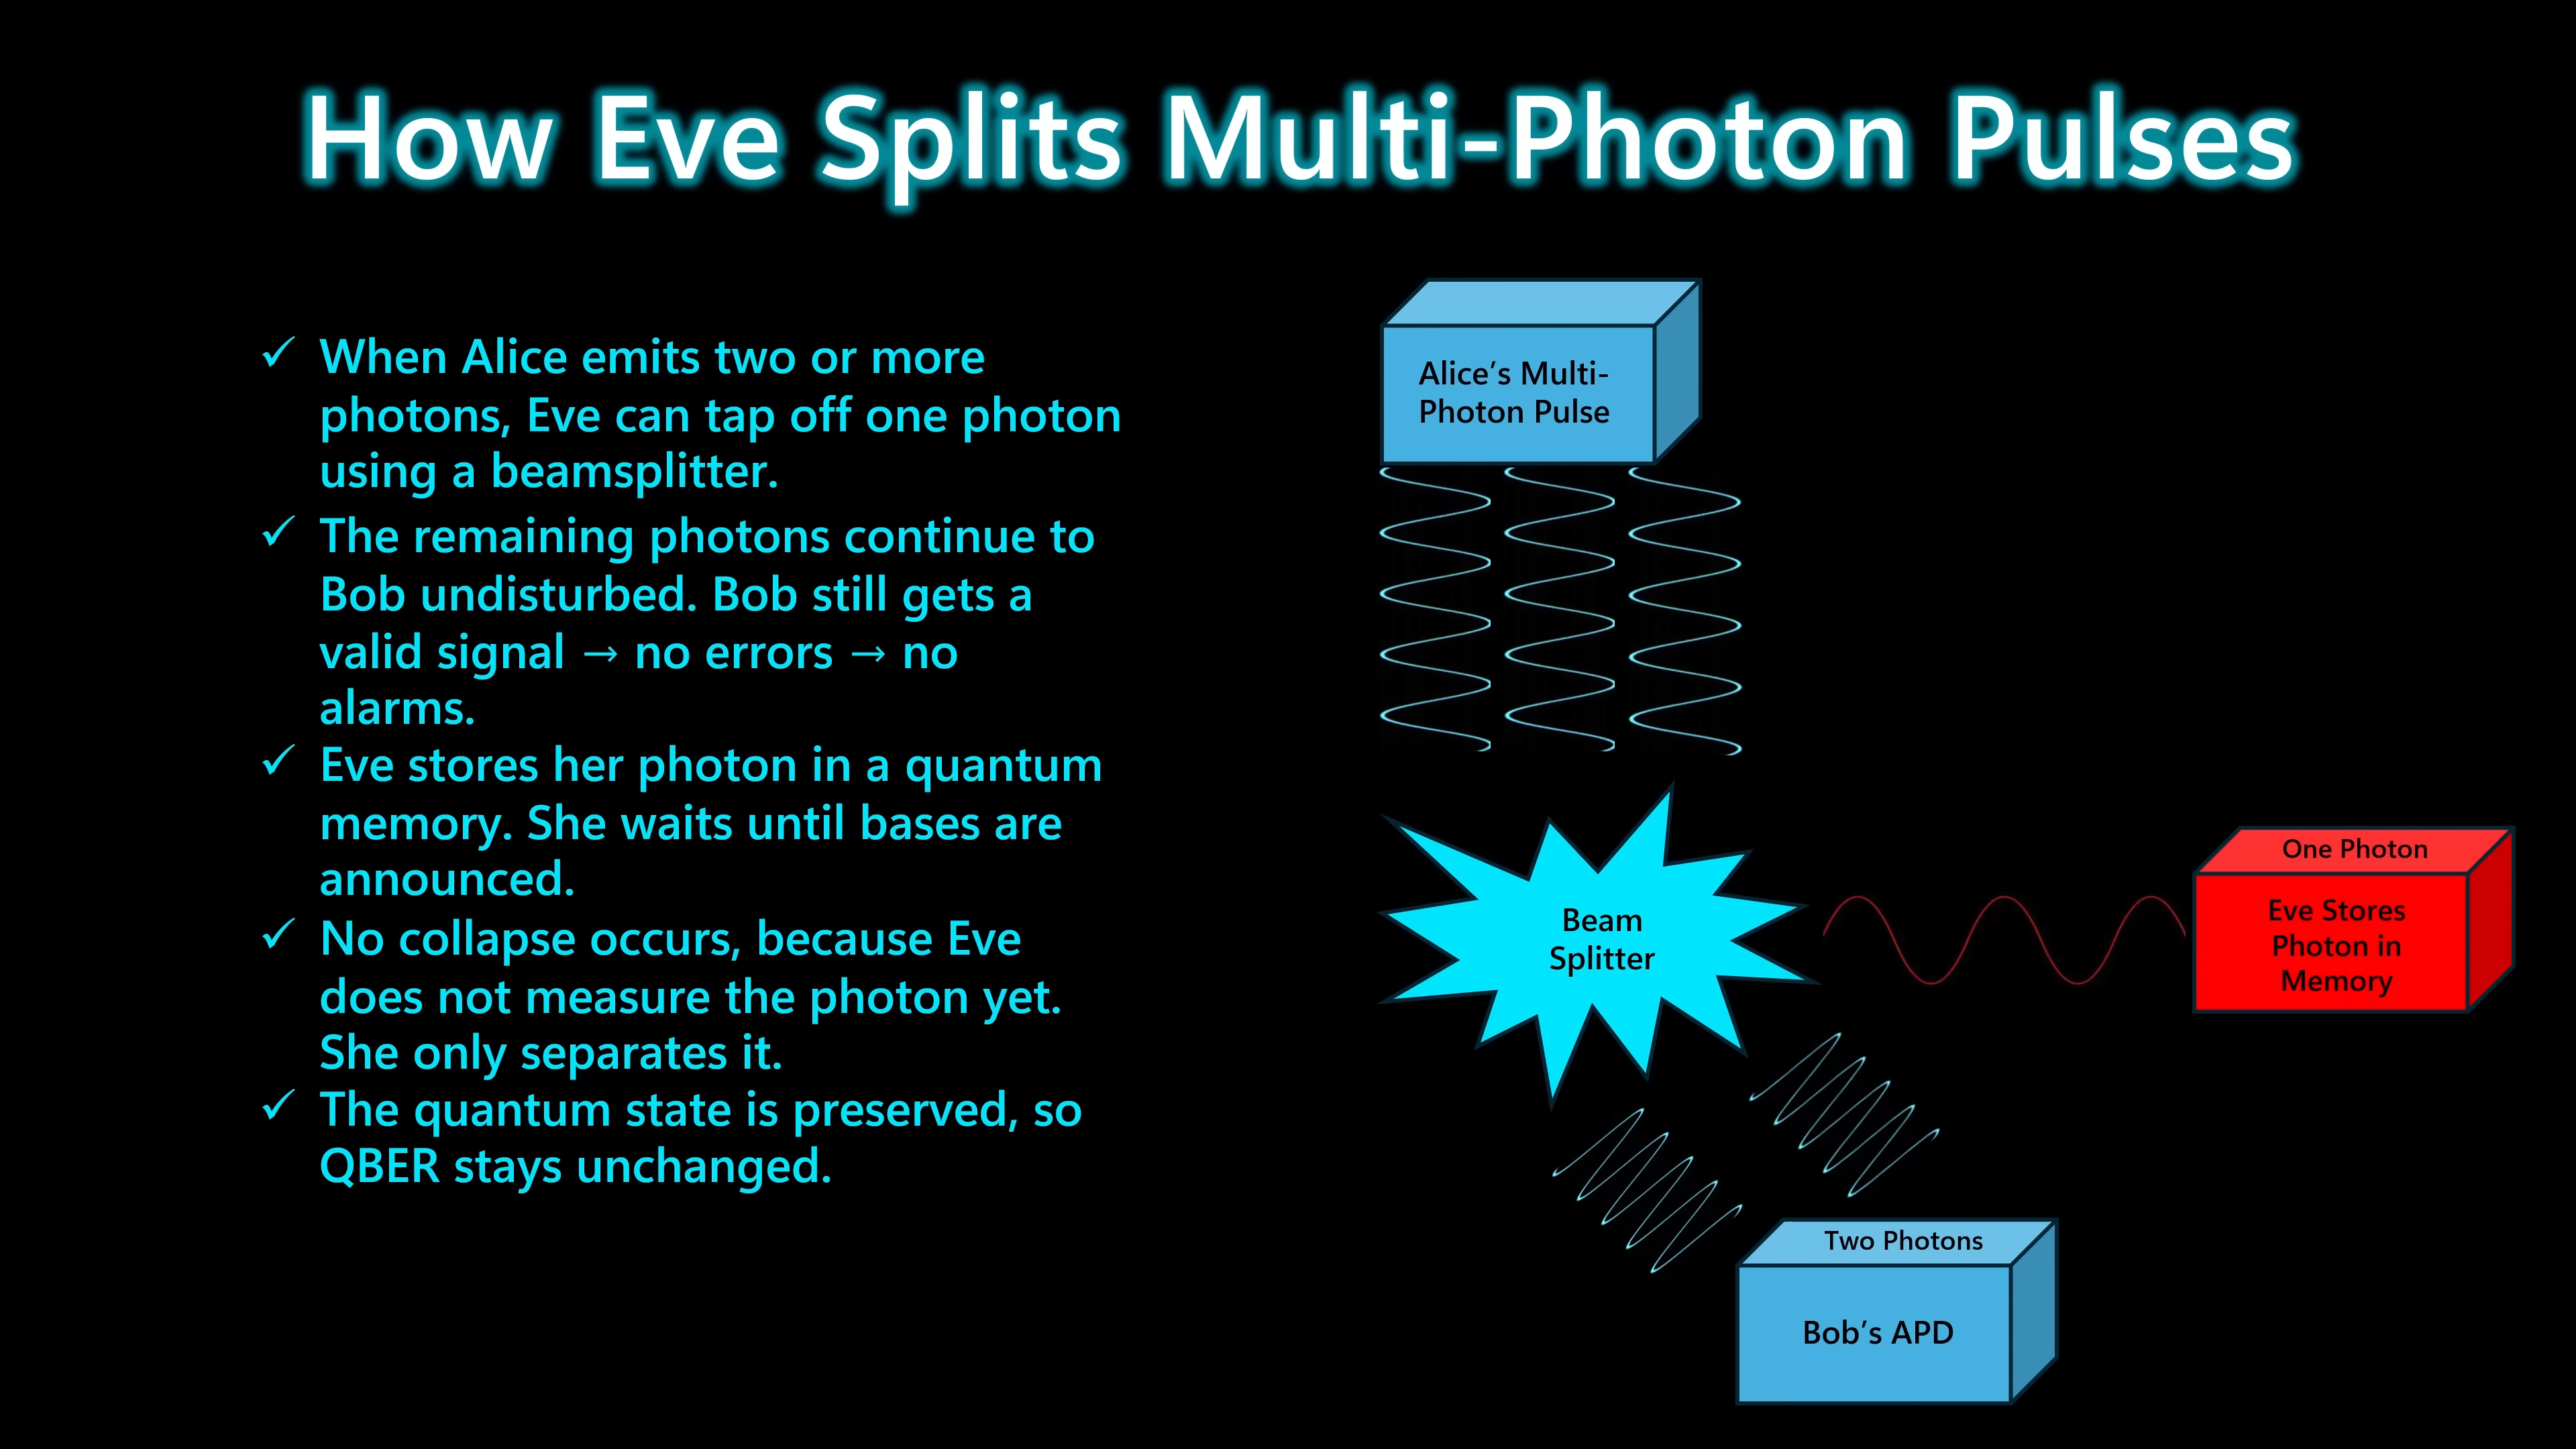 How Eve Splits Multi-Photon Pulses
✓ When Alice emits two or more
photons, Eve can tap off one photon
using a beamsplitter.
✓ The remaining photons continue to
Bob undisturbed. Bob still gets a
valid signal → no errors → no
alarms.
✓ Eve stores her photon in a quantum
memory. She waits until bases are
announced.
✓ No collapse occurs, because Eve
does not measure the photon yet.
She only separates it.
✓ The quantum state is preserved, so
QBER stays unchanged.
Alice’s Multi-
Photon Pulse
Beam
Splitter
One Photon
Eve Stores
Photon in
Memory
Two Photons
Bob’s APD